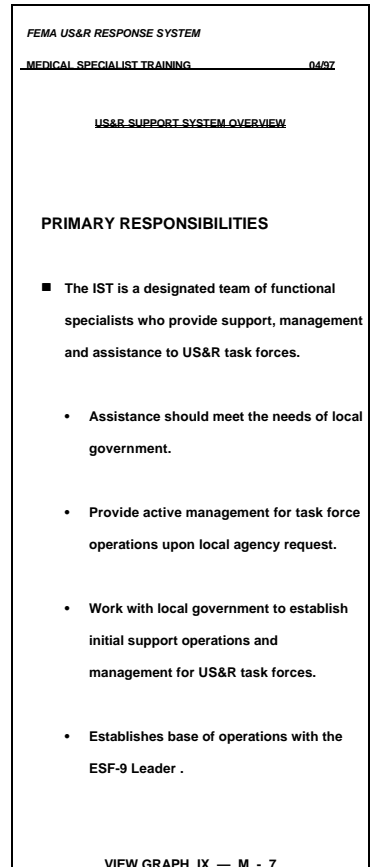 FEMA US&R RESPONSE SYSTEM
MEDICAL SPECIALIST TRAINING 04/97
US&R SUPPORT SYSTEM OVERVIEW
PRIMARY RESPONSIBILITIES
■ The IST is a designated team of functional
specialists who provide support, management
and assistance to US&R task forces.
• Assistance should meet the needs of local
government.
• Provide active management for task force
operations upon local agency request.
• Work with local government to establish
initial support operations and
management for US&R task forces.
• Establishes base of operations with the
ESF-9 Leader .
VIEW GRAPH IX — M - 7